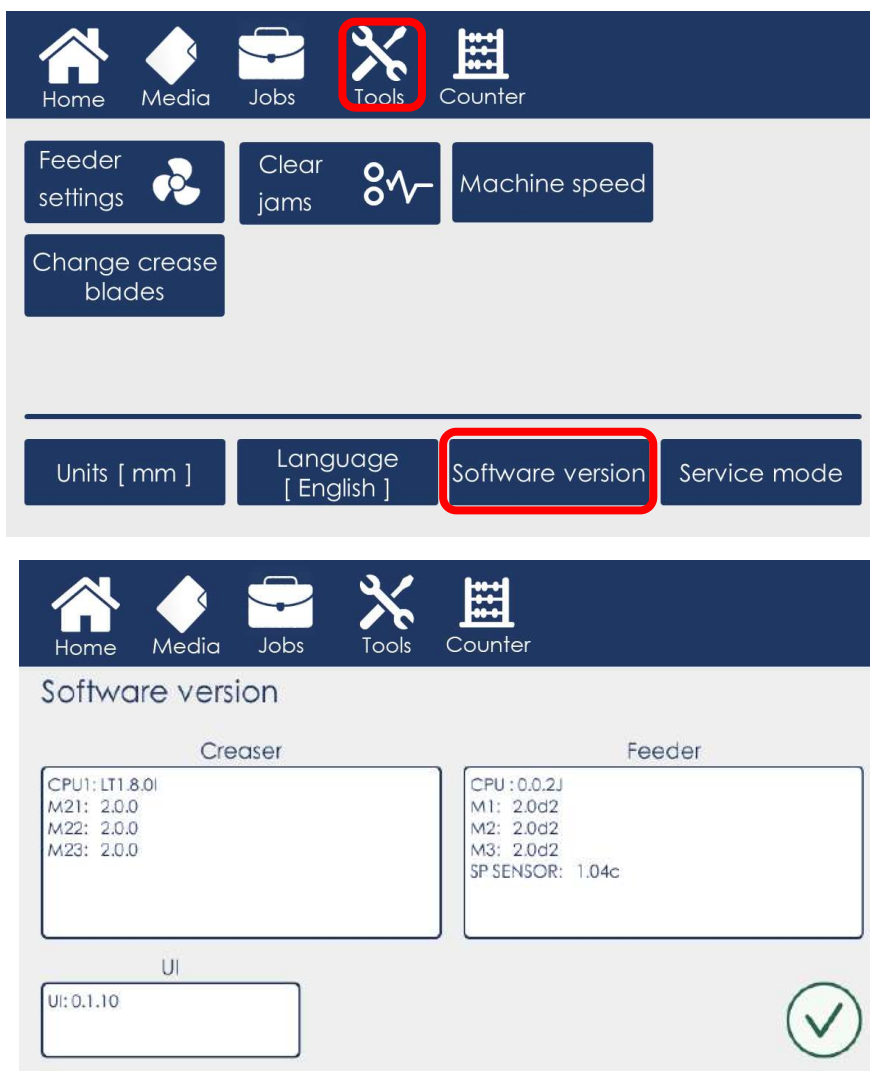 Home Media Jobs Tools Counter
Feeder
settings
Clear
jams
Machine speed
Change crease
blades
Units [ mm ]
Language
[ English ]
Software version
Service mode
Home Media Jobs Tools Counter
Software version
Creaser
CPU1: LT1.8.0I
M21: 2.0.0
M22: 2.0.0
M23: 2.0.0
Feeder
CPU : 0.0.2J
M1: 2.0d2
M2: 2.0d2
M3: 2.0d2
SP SENSOR: 1.04c
UI
UI: 0.1.10